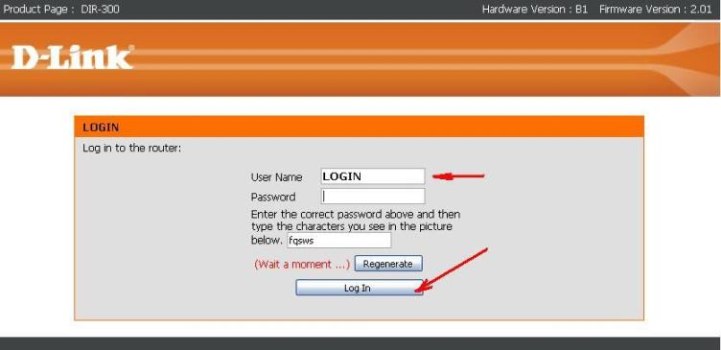 Product Page : DIR-300 Hardware Version : B1 Firmware Version : 2.01
D-Link
LOGIN
Log in to the router:
User Name LOGIN
Password
Enter the correct password above and then
type the characters you see in the picture
below. fqsws
(Wait a moment ...) Regenerate
Log In